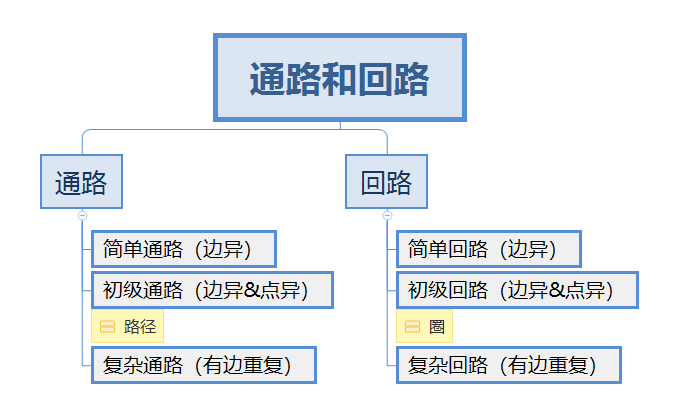 通路和回路
通路
简单通路（边异）
初级通路（边异&点异）
路径
复杂通路（有边重复）
回路
简单回路（边异）
初级回路（边异&点异）
圈
复杂回路（有边重复）